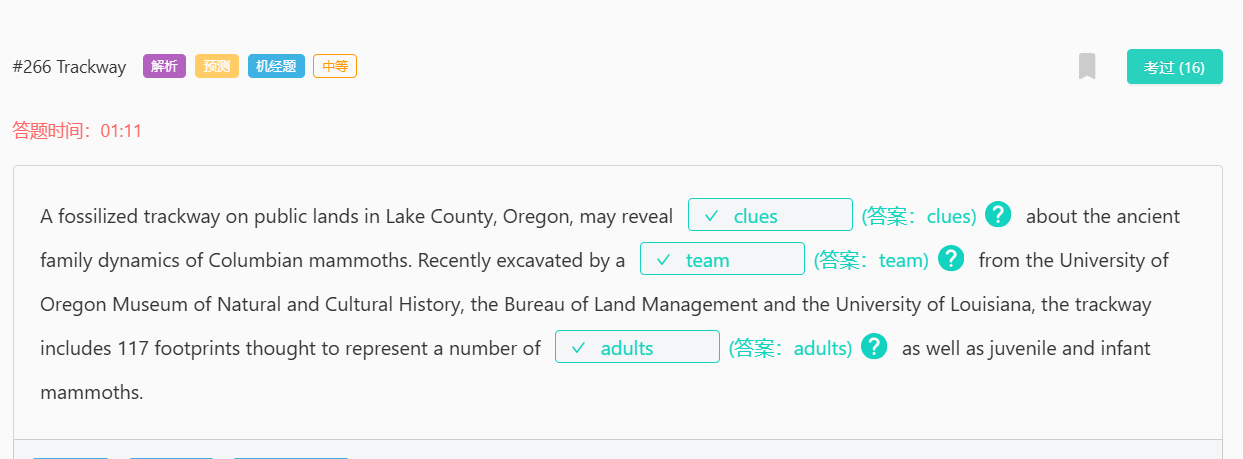 #266 Trackway 解析 预测 机经题 中等 考过 (16)
答题时间：01:11
A fossilized trackway on public lands in Lake County, Oregon, may reveal ✓ clues (答案：clues) ? about the ancient
family dynamics of Columbian mammoths. Recently excavated by a ✓ team (答案：team) ? from the University of
Oregon Museum of Natural and Cultural History, the Bureau of Land Management and the University of Louisiana, the trackway
includes 117 footprints thought to represent a number of ✓ adults (答案：adults) ? as well as juvenile and infant
mammoths.